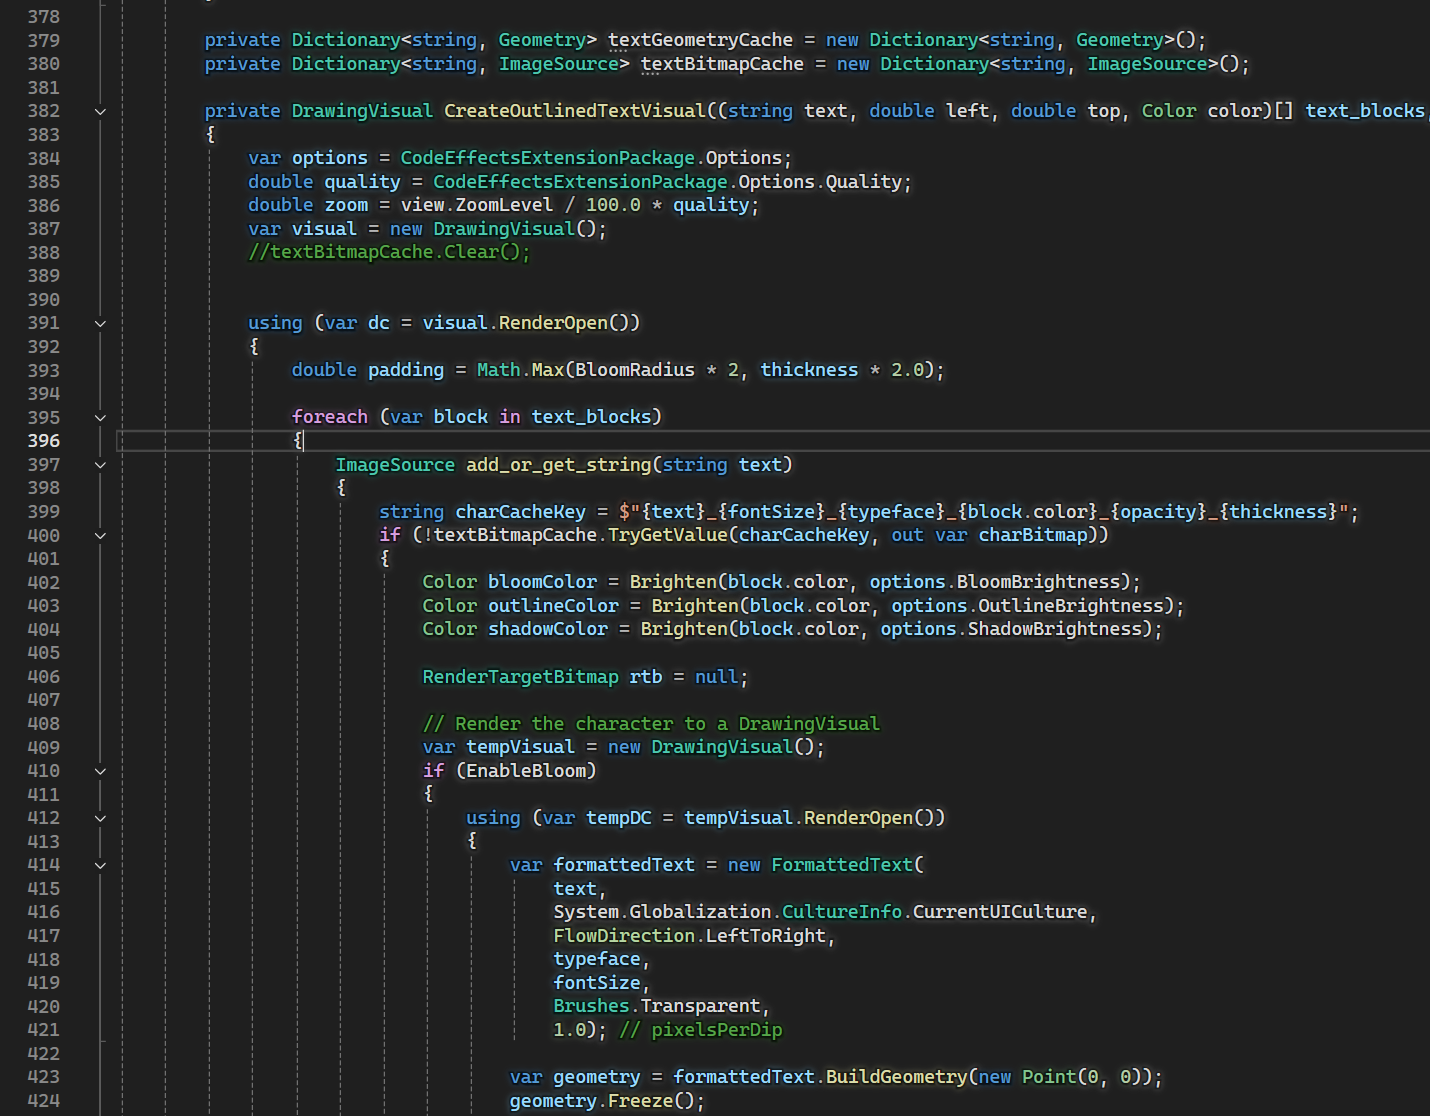 378
379 private Dictionary<string, Geometry> textGeometryCache = new Dictionary<string, Geometry>();
380 private Dictionary<string, ImageSource> textBitmapCache = new Dictionary<string, ImageSource>();
381
382 private DrawingVisual CreateOutlinedTextVisual((string text, double left, double top, Color color)[] text_blocks,
383 {
384 var options = CodeEffectsExtensionPackage.Options;
385 double quality = CodeEffectsExtensionPackage.Options.Quality;
386 double zoom = view.ZoomLevel / 100.0 * quality;
387 var visual = new DrawingVisual();
388 //textBitmapCache.Clear();
389
390
391 using (var dc = visual.RenderOpen())
392 {
393 double padding = Math.Max(BloomRadius * 2, thickness * 2.0);
394
395 foreach (var block in text_blocks)
396 {
397 ImageSource add_or_get_string(string text)
398 {
399 string charCacheKey = $"{text}_{fontSize}_{typeface}_{block.color}_{opacity}_{thickness}";
400 if (!textBitmapCache.TryGetValue(charCacheKey, out var charBitmap))
401 {
402 Color bloomColor = Brighten(block.color, options.BloomBrightness);
403 Color outlineColor = Brighten(block.color, options.OutlineBrightness);
404 Color shadowColor = Brighten(block.color, options.ShadowBrightness);
405
406 RenderTargetBitmap rtb = null;
407
408 // Render the character to a DrawingVisual
409 var tempVisual = new DrawingVisual();
410 if (EnableBloom)
411 {
412 using (var tempDC = tempVisual.RenderOpen())
413 {
414 var formattedText = new FormattedText(
415 text,
416 System.Globalization.CultureInfo.CurrentUICulture,
417 FlowDirection.LeftToRight,
418 typeface,
419 fontSize,
420 Brushes.Transparent,
421 1.0); // pixelsPerDip
422
423 var geometry = formattedText.BuildGeometry(new Point(0, 0));
424 geometry.Freeze();